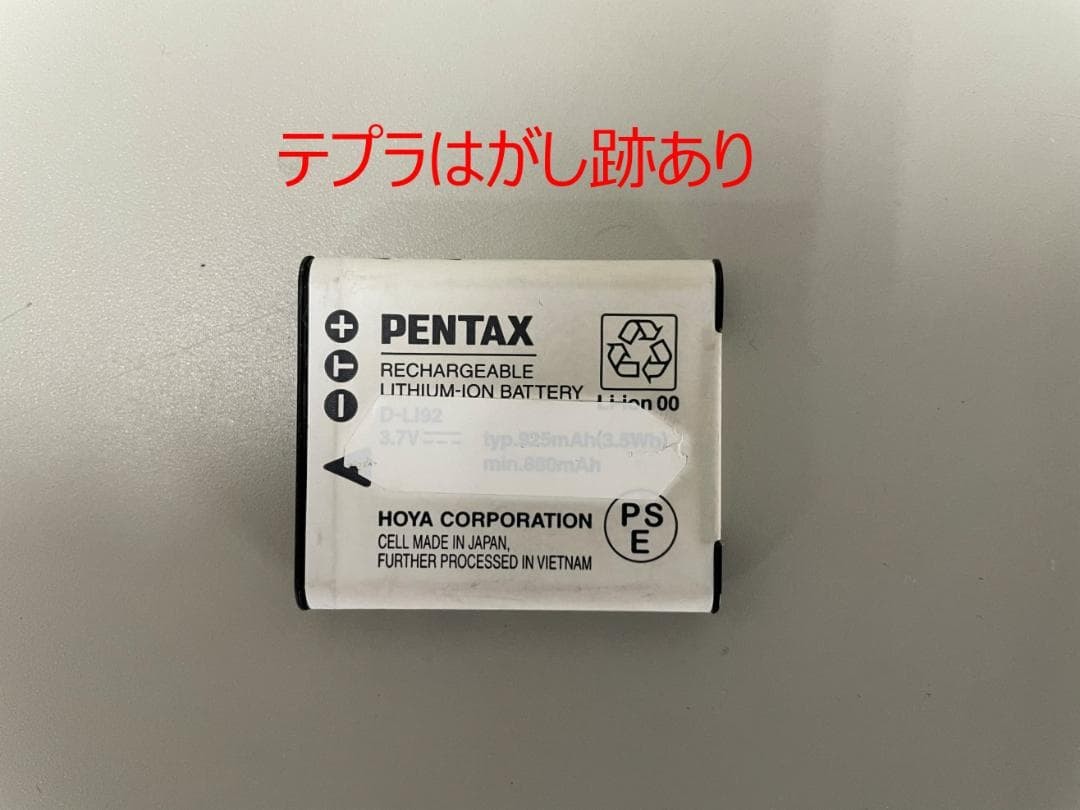 テプラはがし跡あり
PENTAX
RECHARGEABLE
LITHIUM-ION BATTERY
Li-ion 00
D-LI92
3.7V typ.925mAh(3.5Wh)
min.880mAh
HOYA CORPORATION
PS
E
CELL MADE IN JAPAN,
FURTHER PROCESSED IN VIETNAM